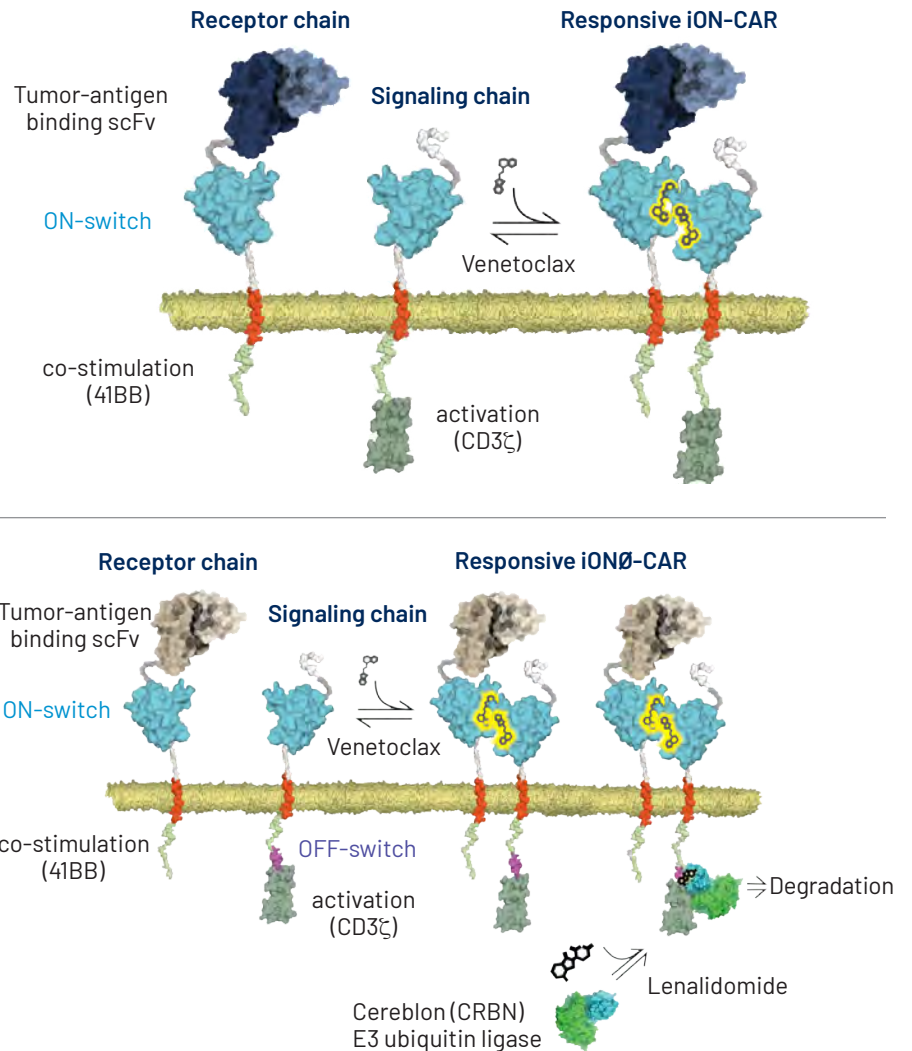 Receptor chain
Responsive iON-CAR
Tumor-antigen
binding scFv
Signaling chain
ON-switch
Venetoclax
co-stimulation
(41BB)
activation
(CD3ζ)
Receptor chain
Responsive iONØ-CAR
Tumor-antigen
binding scFv
Signaling chain
ON-switch
Venetoclax
co-stimulation
(41BB)
OFF-switch
activation
(CD3ζ)
Degradation
Lenalidomide
Cereblon (CRBN)
E3 ubiquitin ligase